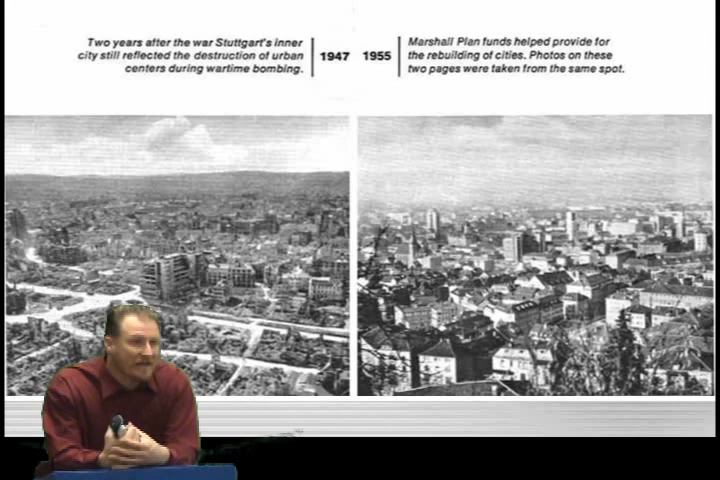 Two years after the war Stuttgart's inner
city still reflected the destruction of urban
centers during wartime bombing.
1947
1955
Marshall Plan funds helped provide for
the rebuilding of cities. Photos on these
two pages were taken from the same spot.